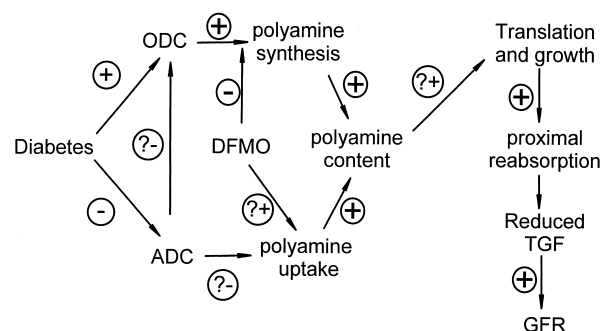 ODC
+
polyamine
synthesis
Translation
and growth
+
-
+
?+
+
Diabetes
?-
DFMO
polyamine
content
proximal
reabsorption
-
?+
+
Reduced
TGF
ADC
?-
polyamine
uptake
+
GFR